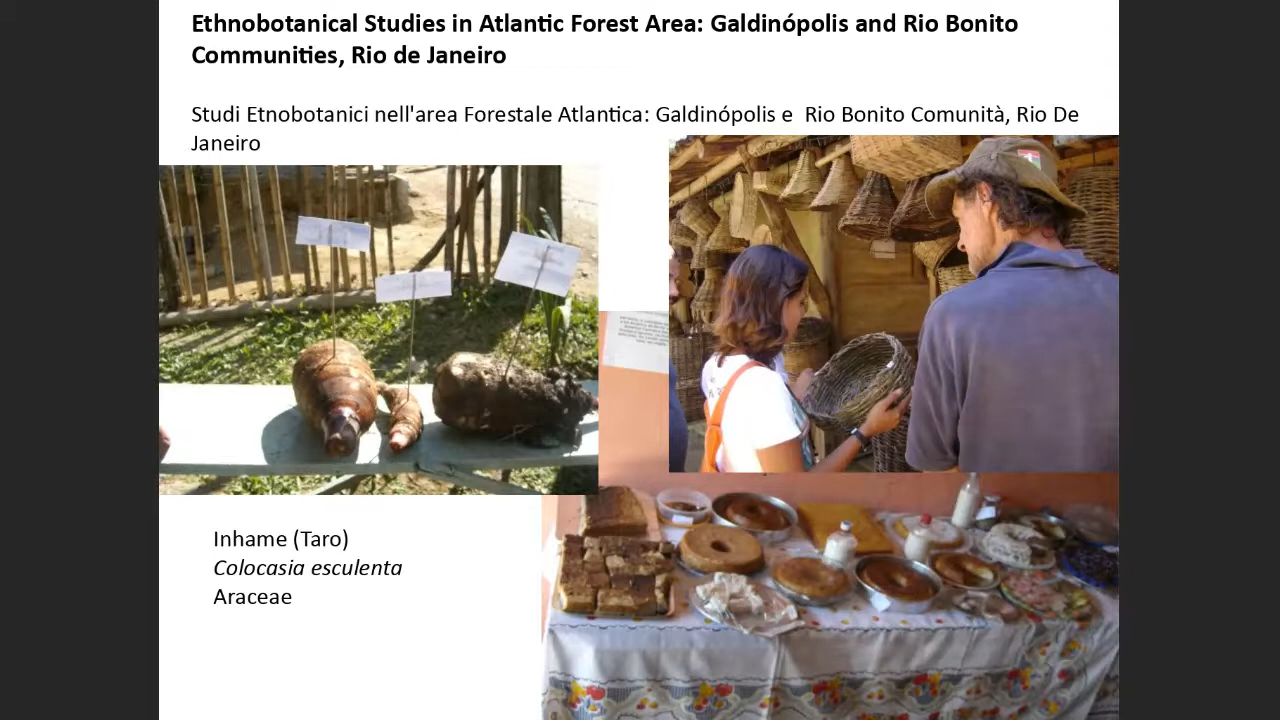 Ethnobotanical Studies in Atlantic Forest Area: Galdinópolis and Rio Bonito
Communities, Rio de Janeiro
Studi Etnobotanici nell'area Forestale Atlantica: Galdinópolis e Rio Bonito Comunità, Rio De
Janeiro
Inhame (Taro)
Colocasia esculenta
Araceae